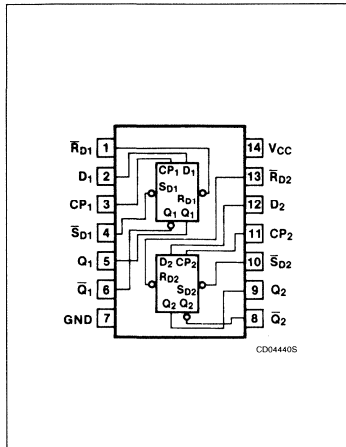 R̅D1 1 14 VCC
D1 2 CP1 D1 13 R̅D2
CP1 3 SD1 12 D2
RD1
S̅D1 4 Q1 Q1 11 CP2
Q1 5 D2 CP2 10 S̅D2
RD2
Q̅1 6 SD2 9 Q2
GND 7 Q2 Q2 8 Q̅2
CD04440S